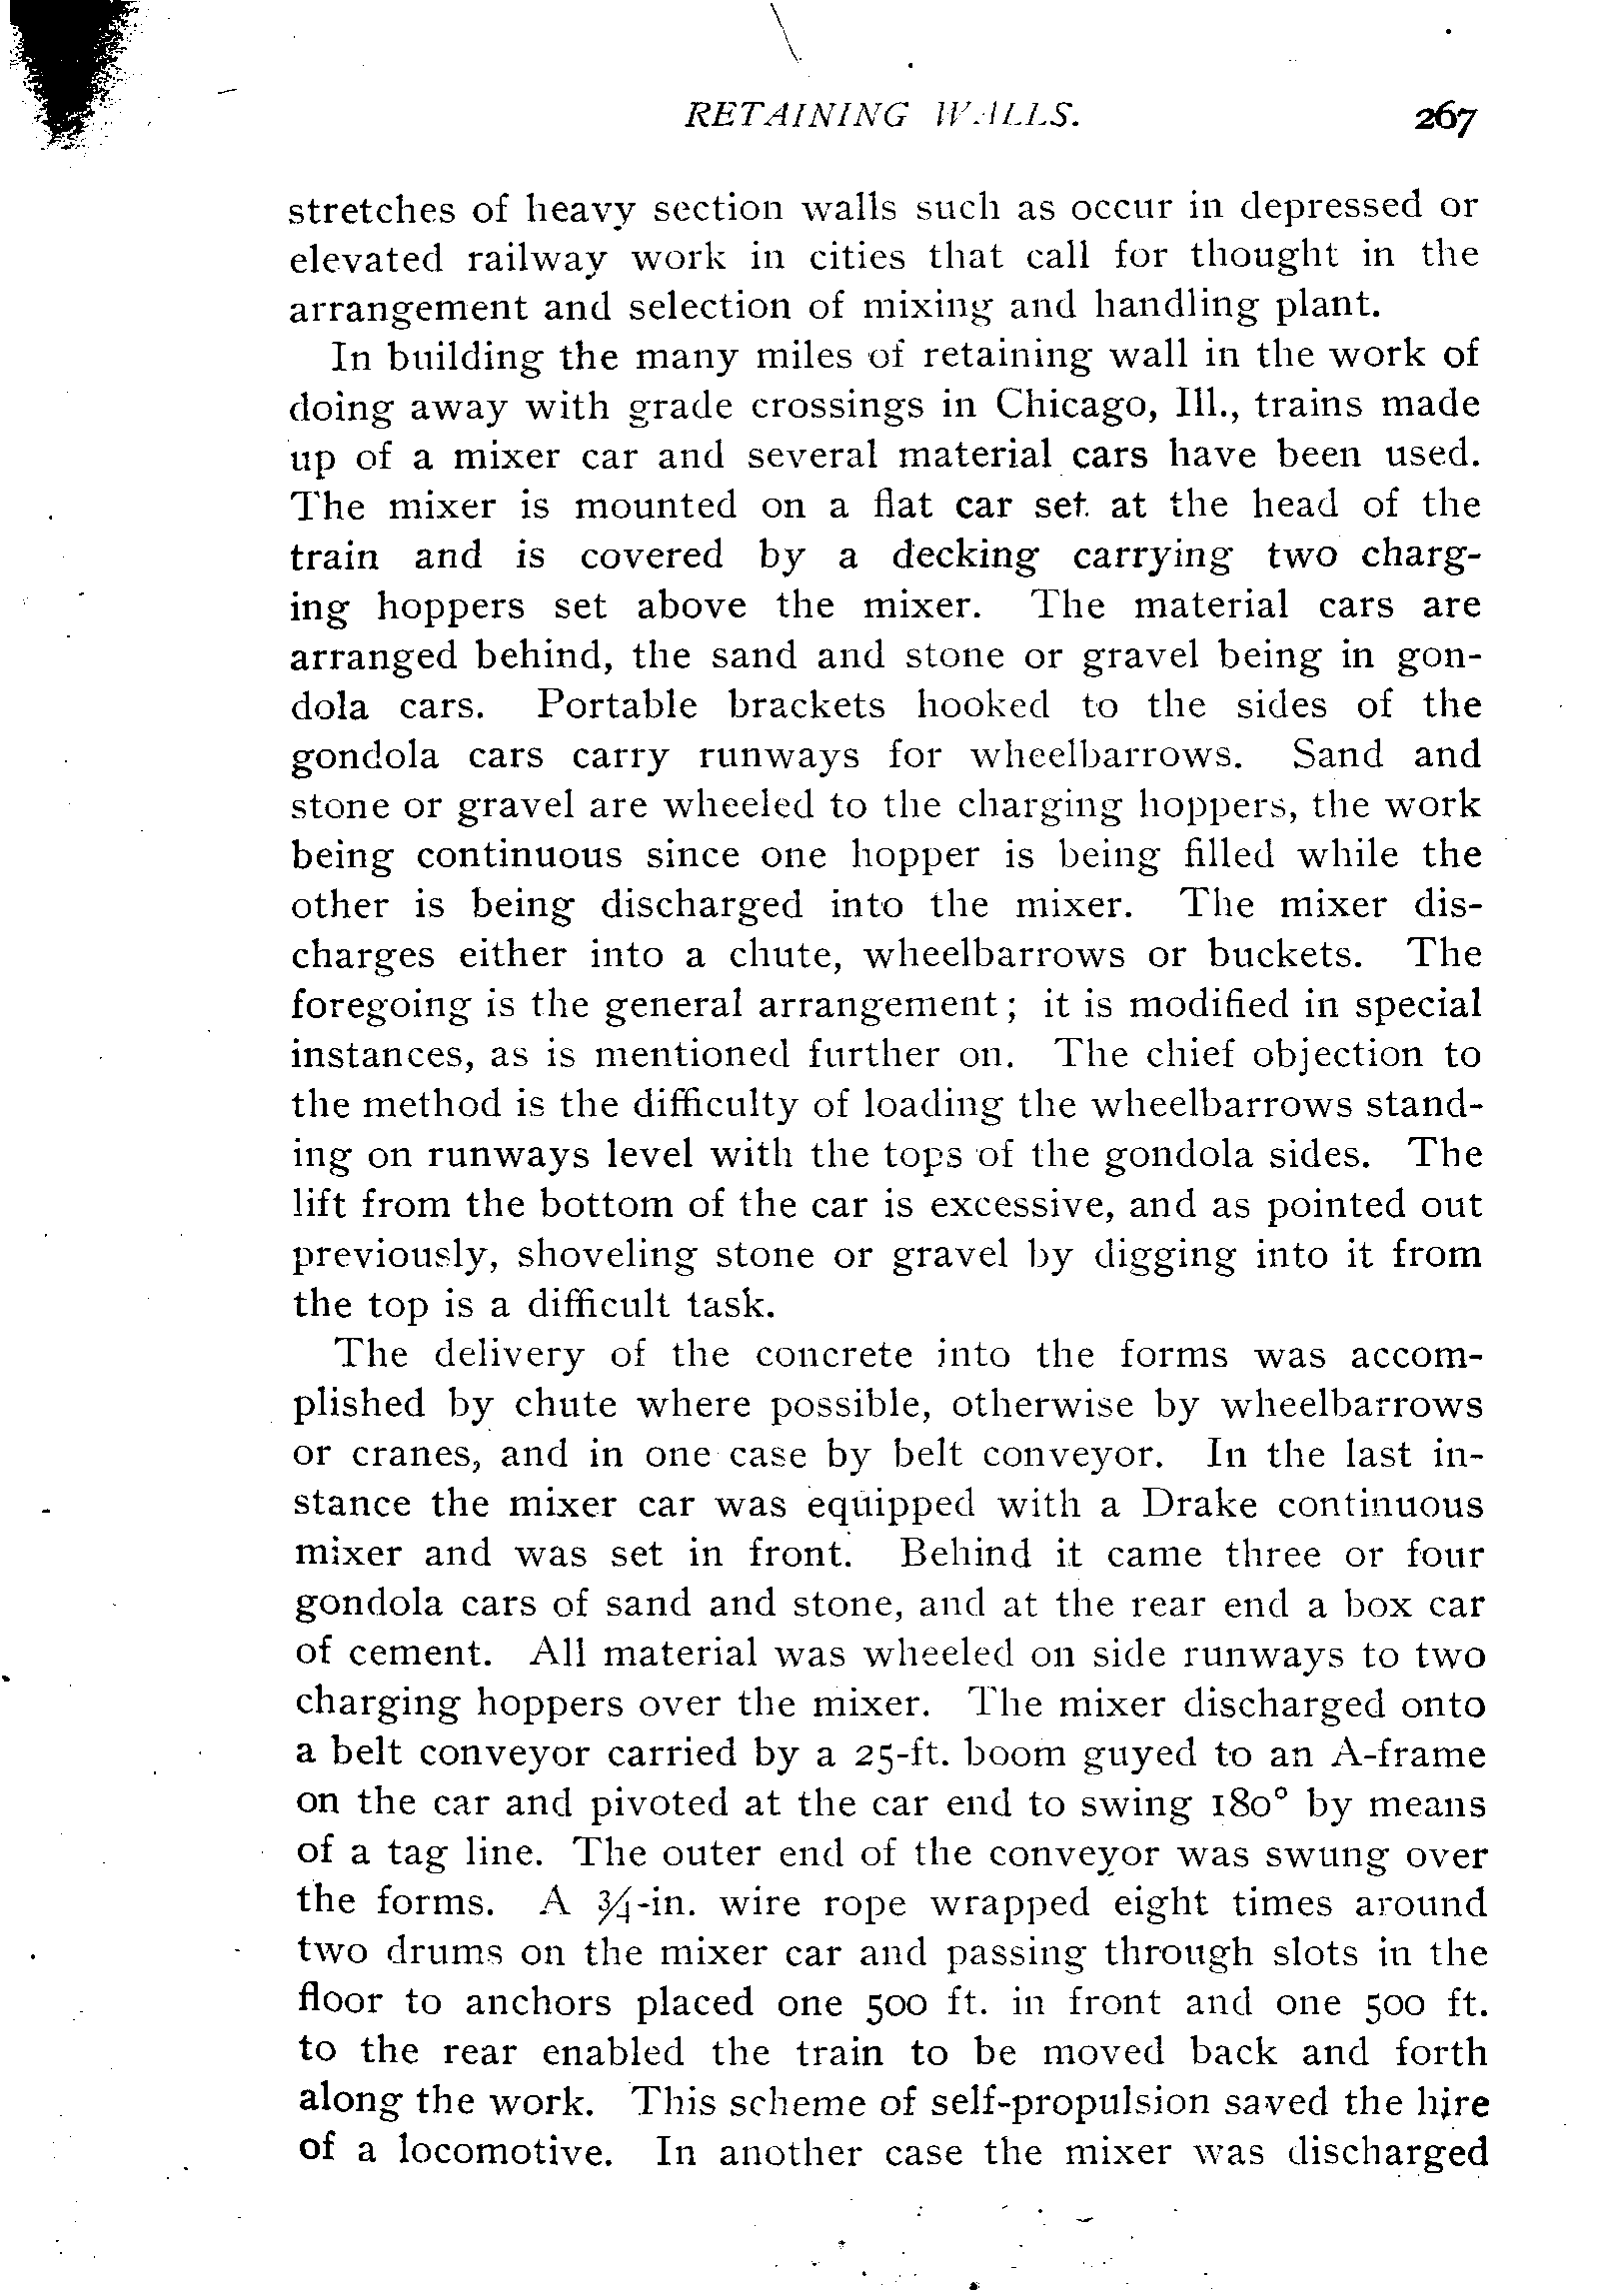 RETAINING WALLS. 267
stretches of heavy section walls such as occur in depressed or
elevated railway work in cities that call for thought in the
arrangement and selection of mixing and handling plant.
In building the many miles of retaining wall in the work of
doing away with grade crossings in Chicago, Ill., trains made
up of a mixer car and several material cars have been used.
The mixer is mounted on a flat car set at the head of the
train and is covered by a decking carrying two charg-
ing hoppers set above the mixer. The material cars are
arranged behind, the sand and stone or gravel being in gon-
dola cars. Portable brackets hooked to the sides of the
gondola cars carry runways for wheelbarrows. Sand and
stone or gravel are wheeled to the charging hoppers, the work
being continuous since one hopper is being filled while the
other is being discharged into the mixer. The mixer dis-
charges either into a chute, wheelbarrows or buckets. The
foregoing is the general arrangement; it is modified in special
instances, as is mentioned further on. The chief objection to
the method is the difficulty of loading the wheelbarrows stand-
ing on runways level with the tops of the gondola sides. The
lift from the bottom of the car is excessive, and as pointed out
previously, shoveling stone or gravel by digging into it from
the top is a difficult task.
The delivery of the concrete into the forms was accom-
plished by chute where possible, otherwise by wheelbarrows
or cranes, and in one case by belt conveyor. In the last in-
stance the mixer car was equipped with a Drake continuous
mixer and was set in front. Behind it came three or four
gondola cars of sand and stone, and at the rear end a box car
of cement. All material was wheeled on side runways to two
charging hoppers over the mixer. The mixer discharged onto
a belt conveyor carried by a 25-ft. boom guyed to an A-frame
on the car and pivoted at the car end to swing 180° by means
of a tag line. The outer end of the conveyor was swung over
the forms. A ¾-in. wire rope wrapped eight times around
two drums on the mixer car and passing through slots in the
floor to anchors placed one 500 ft. in front and one 500 ft.
to the rear enabled the train to be moved back and forth
along the work. This scheme of self-propulsion saved the hire
of a locomotive. In another case the mixer was discharged